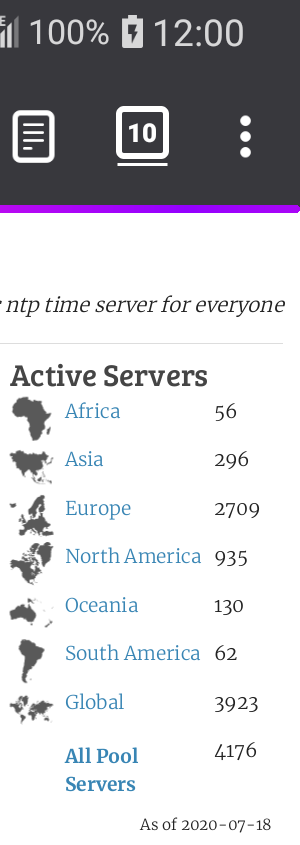 100% 12:00
10
ntp time server for everyone
Active Servers
Africa 56
Asia 296
Europe 2709
North America 935
Oceania 130
South America 62
Global 3923
All Pool 4176
Servers
As of 2020-07-18